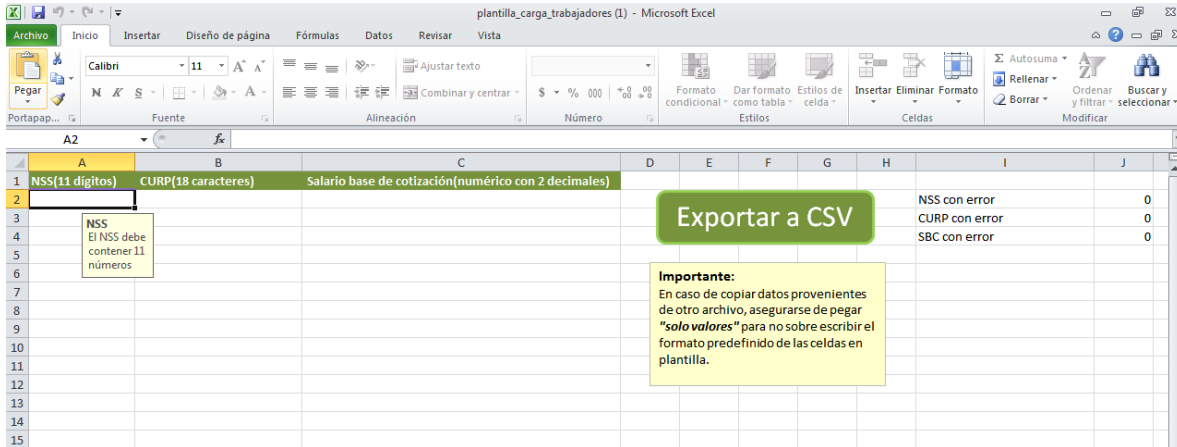 plantilla_carga_trabajadores (1) - Microsoft Excel
Archivo Inicio Insertar Diseño de página Fórmulas Datos Revisar Vista
Calibri 11 A A Ajustar texto Σ Autosuma
Rellenar
Pegar N K S A Combinar y centrar $ % 000 Formato condicional Dar formato como tabla Estilos de celda Insertar Eliminar Formato Borrar Ordenar y filtrar Buscar y seleccionar
Portapap... Fuente Alineación Número Estilos Celdas Modificar
A2 fx
A B C D E F G H I J
1 NSS(11 dígitos) CURP(18 caracteres) Salario base de cotización(numérico con 2 decimales)
2 NSS con error 0
3 CURP con error 0
4 SBC con error 0
5
6
7
8
9
10
11
12
13
14
15
NSS
El NSS debe
contener 11
números
Exportar a CSV
Importante:
En caso de copiar datos provenientes
de otro archivo, asegurarse de pegar
"solo valores" para no sobre escribir el
formato predefinido de las celdas en
plantilla.